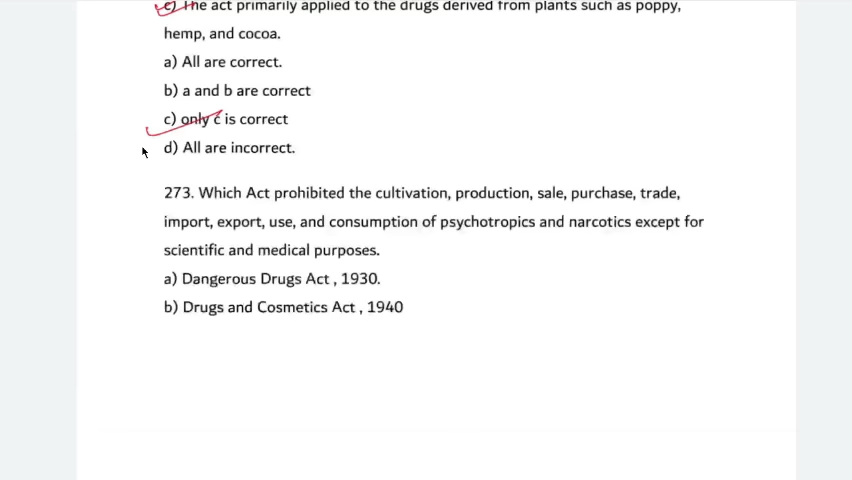 c) The act primarily applied to the drugs derived from plants such as poppy,
hemp, and cocoa.
a) All are correct.
b) a and b are correct
c) only c is correct
d) All are incorrect.
273. Which Act prohibited the cultivation, production, sale, purchase, trade,
import, export, use, and consumption of psychotropics and narcotics except for
scientific and medical purposes.
a) Dangerous Drugs Act , 1930.
b) Drugs and Cosmetics Act , 1940